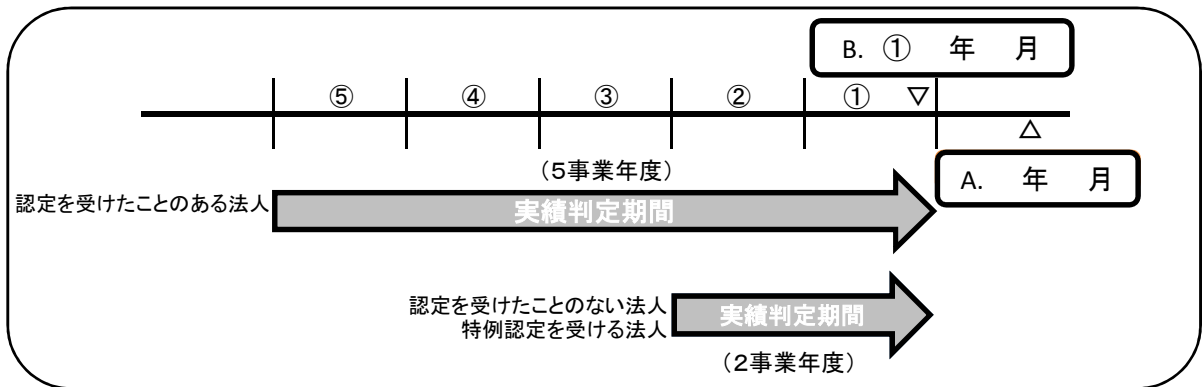 B. ① 年 月
⑤ ④ ③ ② ① ▽
△
(5事業年度)
A. 年 月
認定を受けたことのある法人
実績判定期間
認定を受けたことのない法人
特例認定を受ける法人
実績判定期間
(2事業年度)